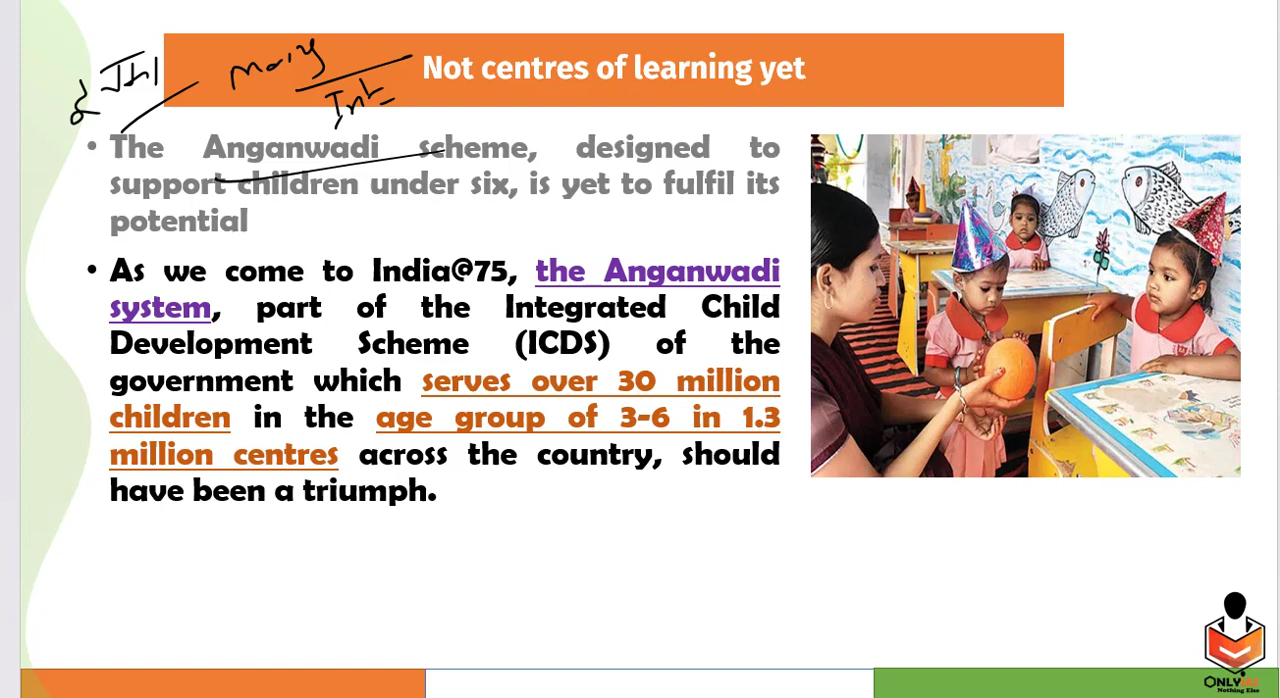 Not centres of learning yet
• The Anganwadi scheme, designed to
support children under six, is yet to fulfil its
potential
• As we come to India@75, the Anganwadi
system, part of the Integrated Child
Development Scheme (ICDS) of the
government which serves over 30 million
children in the age group of 3-6 in 1.3
million centres across the country, should
have been a triumph.
Nothing Else